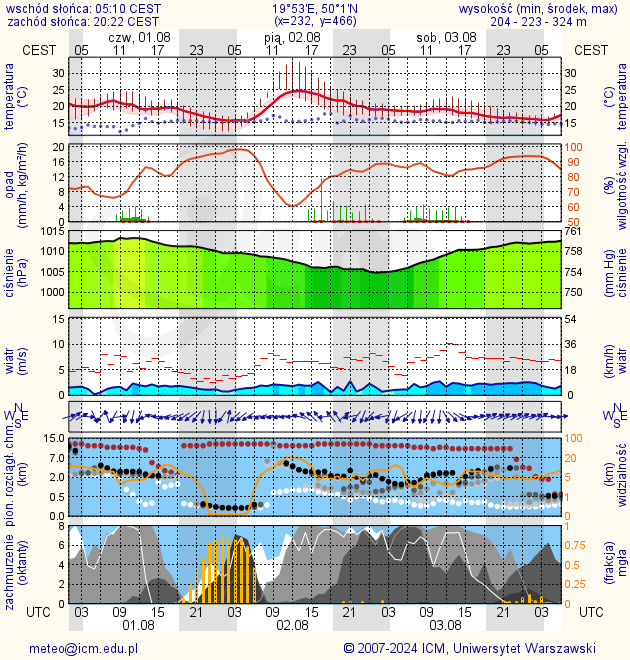 wschód słońca: 05:10 CEST 19°53'E, 50°1'N wysokość (min, środek, max)
zachód słońca: 20:22 CEST (x=232, y=466) 204 - 223 - 324 m
czw, 01.08 pią, 02.08 sob, 03.08
CEST 05 11 17 23 05 11 17 23 05 11 17 23 05 CEST
temperatura (°C)
30
25
20
15
temperatura (°C)
30
25
20
15
opad (mm/h, kg/m²/h)
20
16
12
8
4
0
wilgotność wzgl. (%)
100
90
80
70
60
50
ciśnienie (hPa)
1015
1010
1005
1000
ciśnienie (mm Hg)
761
758
754
750
wiatr (m/s)
15
10
5
0
wiatr (km/h)
54
36
18
0
N
W E
S
N
W E
S
pion. rozciągł. chm. (km)
15.0
7.0
2.0
0.5
0.0
widzialność (km)
100
20
5
1
0
zachmurzenie (oktanty)
8
6
4
2
0
mgła (frakcja)
1
0.75
0.5
0.25
0
UTC 03 09 15 21 03 09 15 21 03 09 15 21 03 UTC
01.08 02.08 03.08
meteo@icm.edu.pl © 2007-2024 ICM, Uniwersytet Warszawski